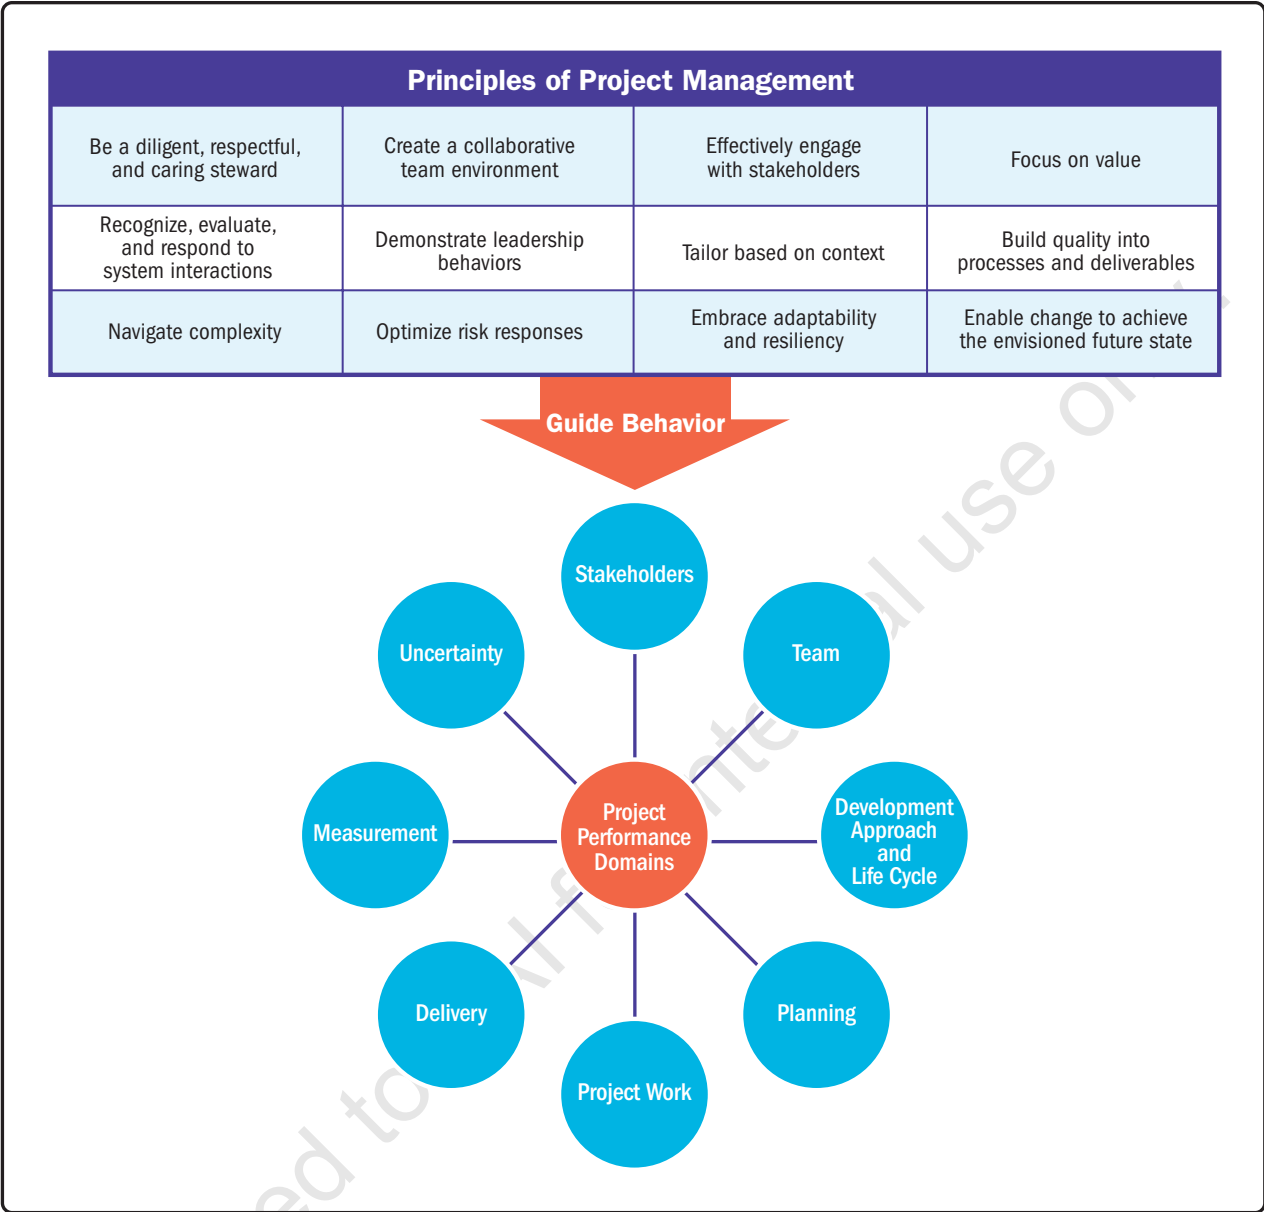 Principles of Project Management
Be a diligent, respectful,
and caring steward
Create a collaborative
team environment
Effectively engage
with stakeholders
Focus on value
Recognize, evaluate,
and respond to
system interactions
Demonstrate leadership
behaviors
Tailor based on context
Build quality into
processes and deliverables
Navigate complexity
Optimize risk responses
Embrace adaptability
and resiliency
Enable change to achieve
the envisioned future state
Guide Behavior
Stakeholders
Uncertainty
Team
Project
Performance
Domains
Measurement
Development
Approach
and
Life Cycle
Delivery
Planning
Project Work
use
to